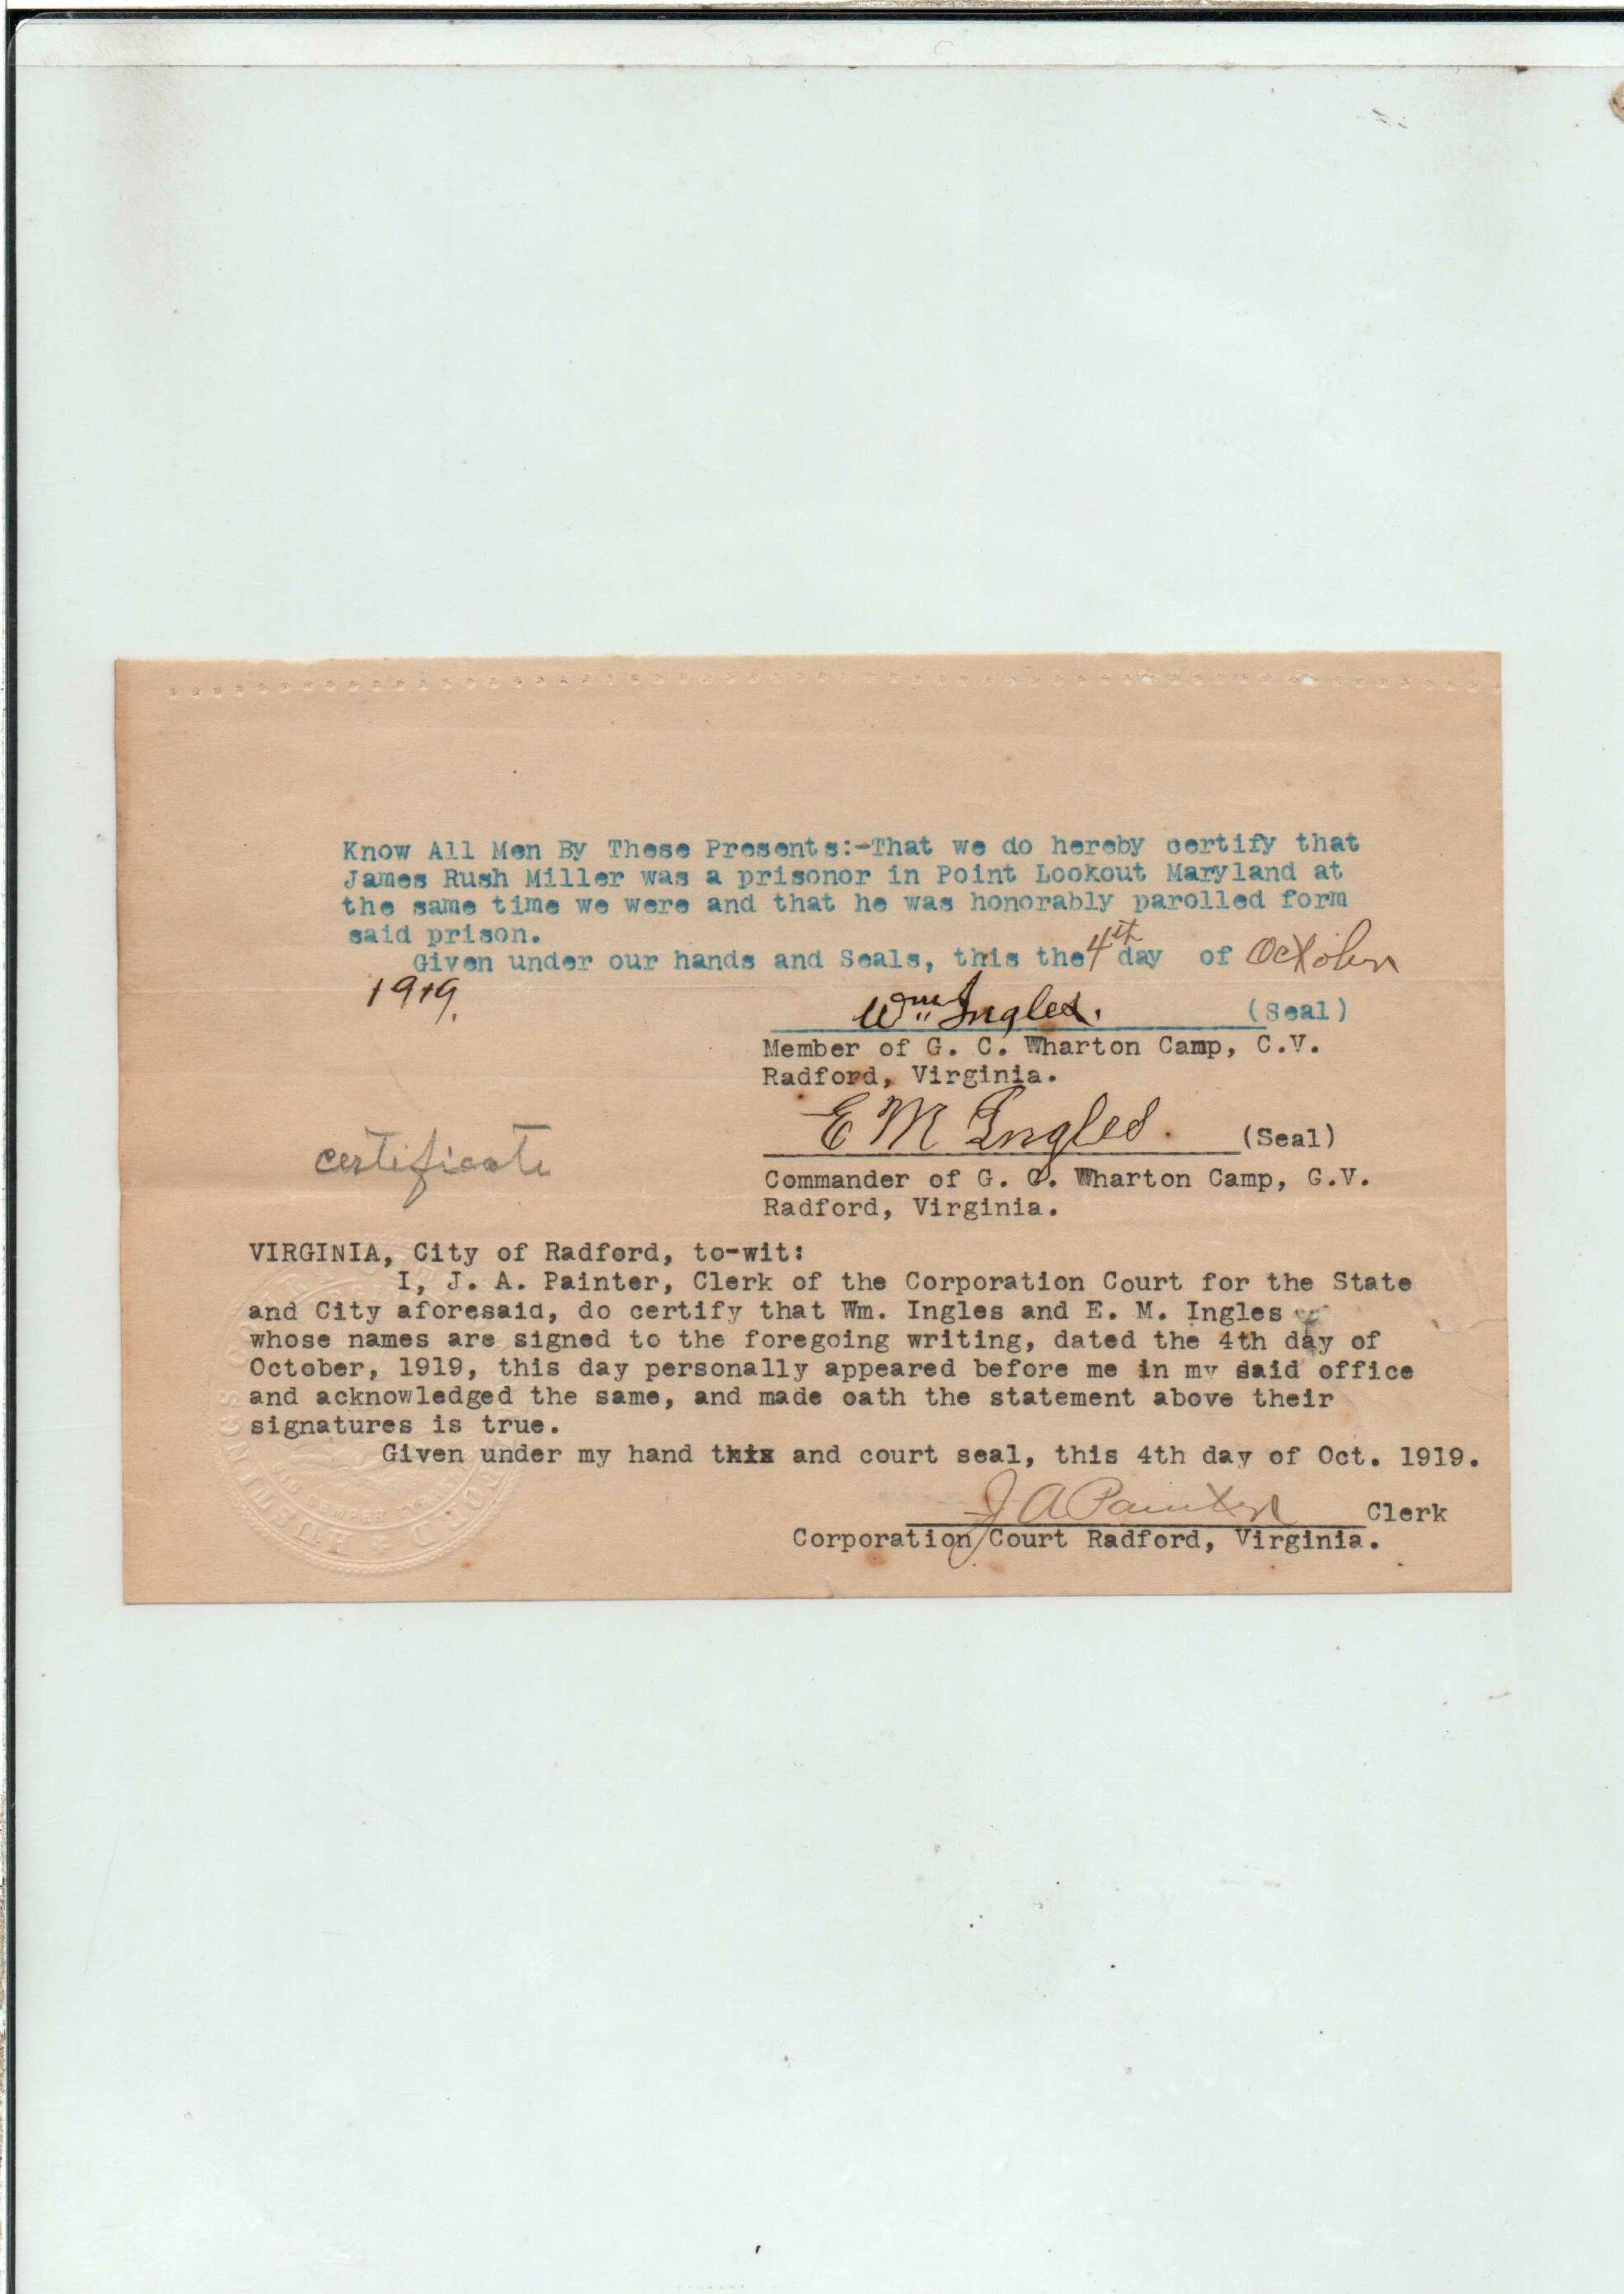 Know All Men By These Presents:-That we do hereby certify that
James Rush Miller was a prisonor in Point Lookout Maryland at
the same time we were and that he was honorably parolled form
said prison.
Given under our hands and Seals, this the 4th day of October
1919.
Wm Ingles. (Seal)
Member of G. C. Wharton Camp, C.V.
Radford, Virginia.
E M Ingles. (Seal)
certificate
Commander of G. C. Wharton Camp, G.V.
Radford, Virginia.
VIRGINIA, City of Radford, to-wit:
I, J. A. Painter, Clerk of the Corporation Court for the State
and City aforesaid, do certify that Wm. Ingles and E. M. Ingles
whose names are signed to the foregoing writing, dated the 4th day of
October, 1919, this day personally appeared before me in my said office
and acknowledged the same, and made oath the statement above their
signatures is true.
Given under my hand and court seal, this 4th day of Oct. 1919.
J A Painter Clerk
Corporation Court Radford, Virginia.
SEMPER